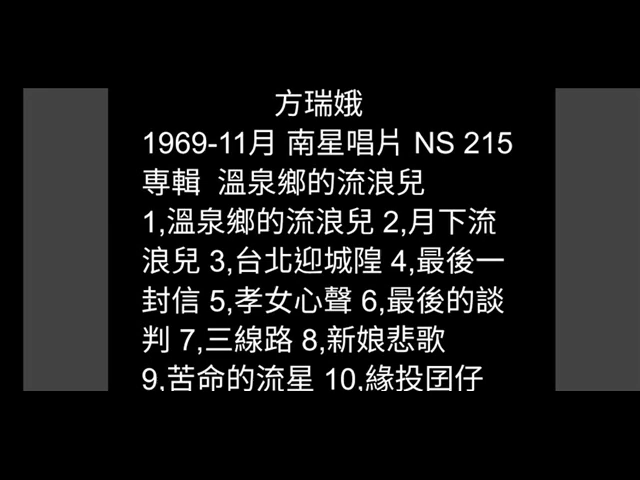 方瑞娥
1969-11月 南星唱片 NS 215
専輯 溫泉鄉的流浪兒
1,溫泉鄉的流浪兒 2,月下流
浪兒 3,台北迎城隍 4,最後一
封信 5,孝女心聲 6,最後的談
判 7,三線路 8,新娘悲歌
9,苦命的流星 10,緣投囝仔